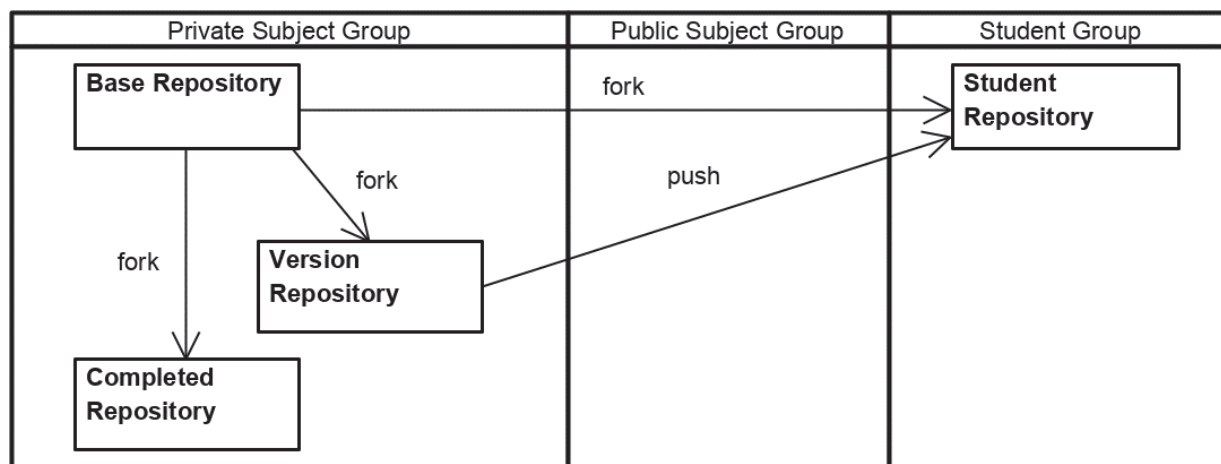 Private Subject Group
Public Subject Group
Student Group
Base Repository
fork
Student
Repository
fork
push
Version
Repository
fork
Completed
Repository